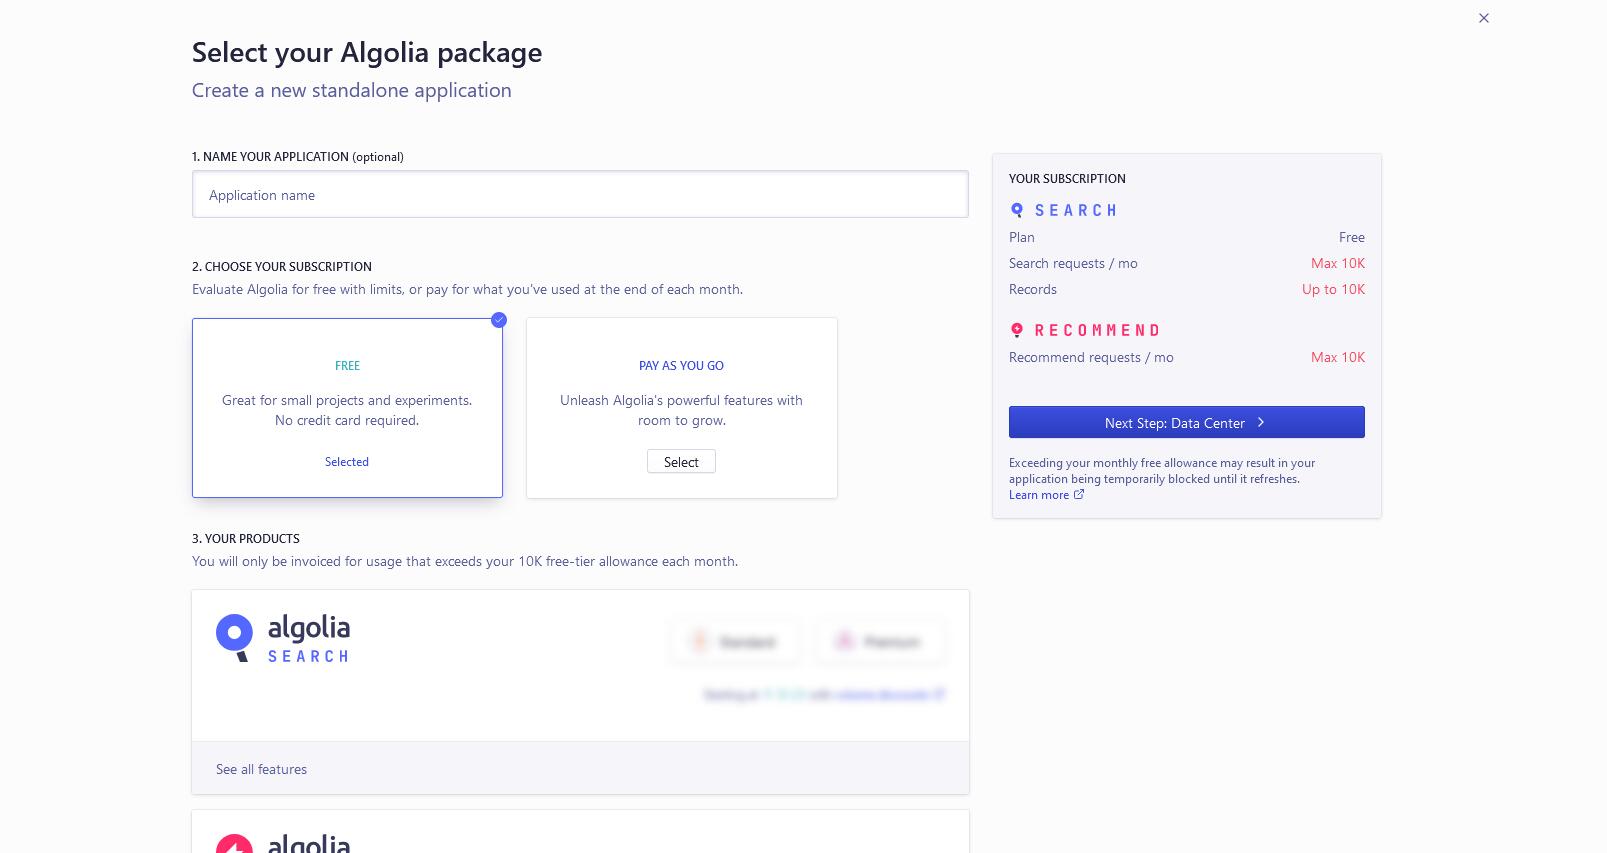 Select your Algolia package
Create a new standalone application
1. NAME YOUR APPLICATION (optional)
Application name
2. CHOOSE YOUR SUBSCRIPTION
Evaluate Algolia for free with limits, or pay for what you've used at the end of each month.
FREE
Great for small projects and experiments.
No credit card required.
Selected
PAY AS YOU GO
Unleash Algolia's powerful features with
room to grow.
Select
3. YOUR PRODUCTS
You will only be invoiced for usage that exceeds your 10K free-tier allowance each month.
algolia
SEARCH
Standard
Premium
See all features
algolia
YOUR SUBSCRIPTION
SEARCH
Plan Free
Search requests / mo Max 10K
Records Up to 10K
RECOMMEND
Recommend requests / mo Max 10K
Next Step: Data Center
Exceeding your monthly free allowance may result in your
application being temporarily blocked until it refreshes.
Learn more